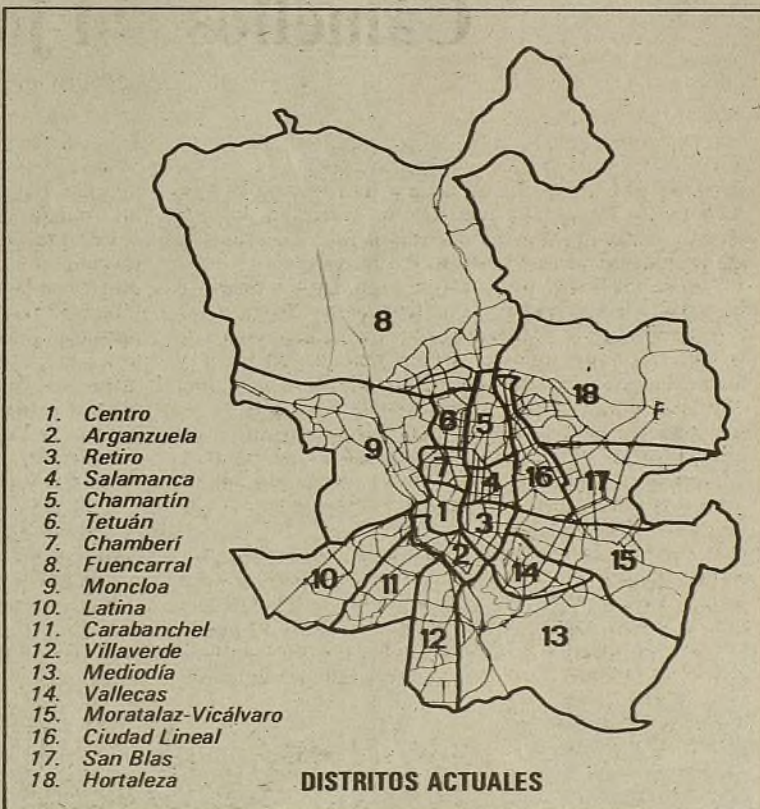 8
18
6
5
9
7
4
16
17
1
3
2
14
15
10
11
13
12
1. Centro
2. Arganzuela
3. Retiro
4. Salamanca
5. Chamartín
6. Tetuán
7. Chamberí
8. Fuencarral
9. Moncloa
10. Latina
11. Carabanchel
12. Villaverde
13. Mediodía
14. Vallecas
15. Moratalaz-Vicálvaro
16. Ciudad Lineal
17. San Blas
18. Hortaleza
DISTRITOS ACTUALES